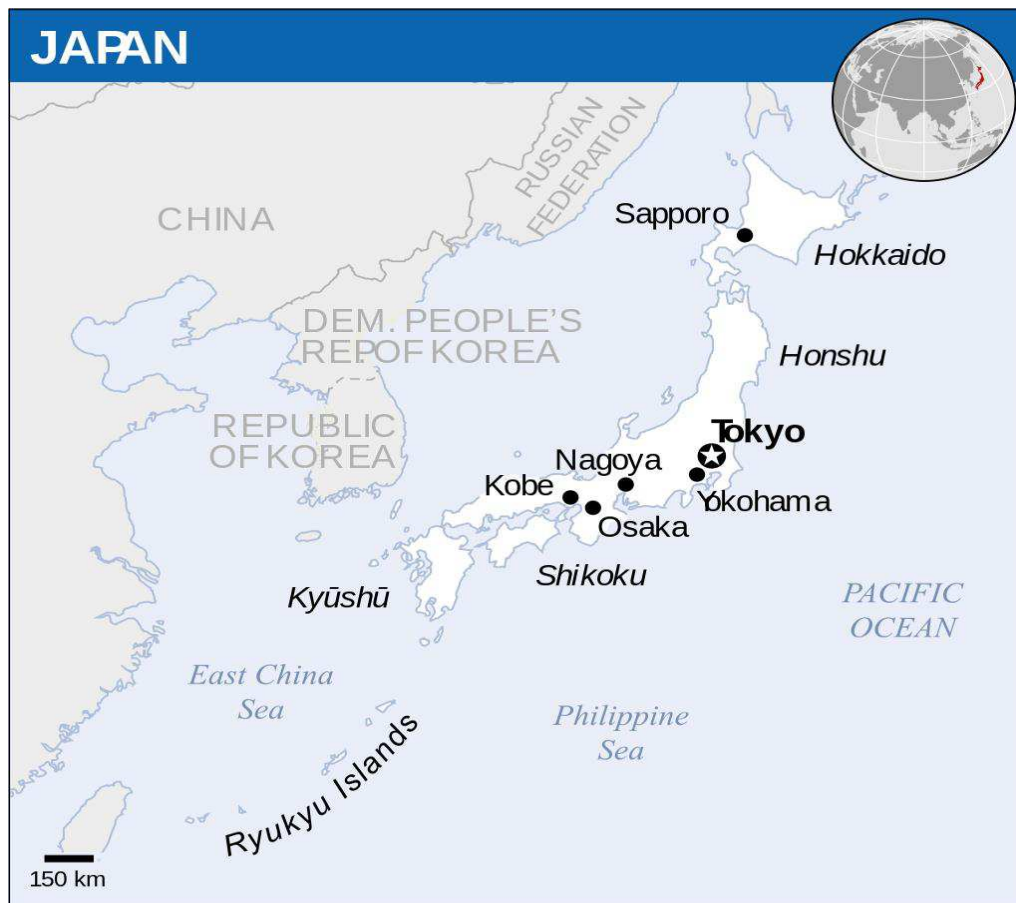 JAPAN
RUSSIAN
FEDERATION
CHINA
Sapporo
Hokkaido
DEM. PEOPLE'S
REP. OF KOREA
Honshu
REPUBLIC
OF KOREA
Tokyo
Nagoya
Kobe
Yokohama
Osaka
Shikoku
Kyūshū
PACIFIC
OCEAN
East China
Sea
Philippine
Sea
Ryukyu Islands
150 km